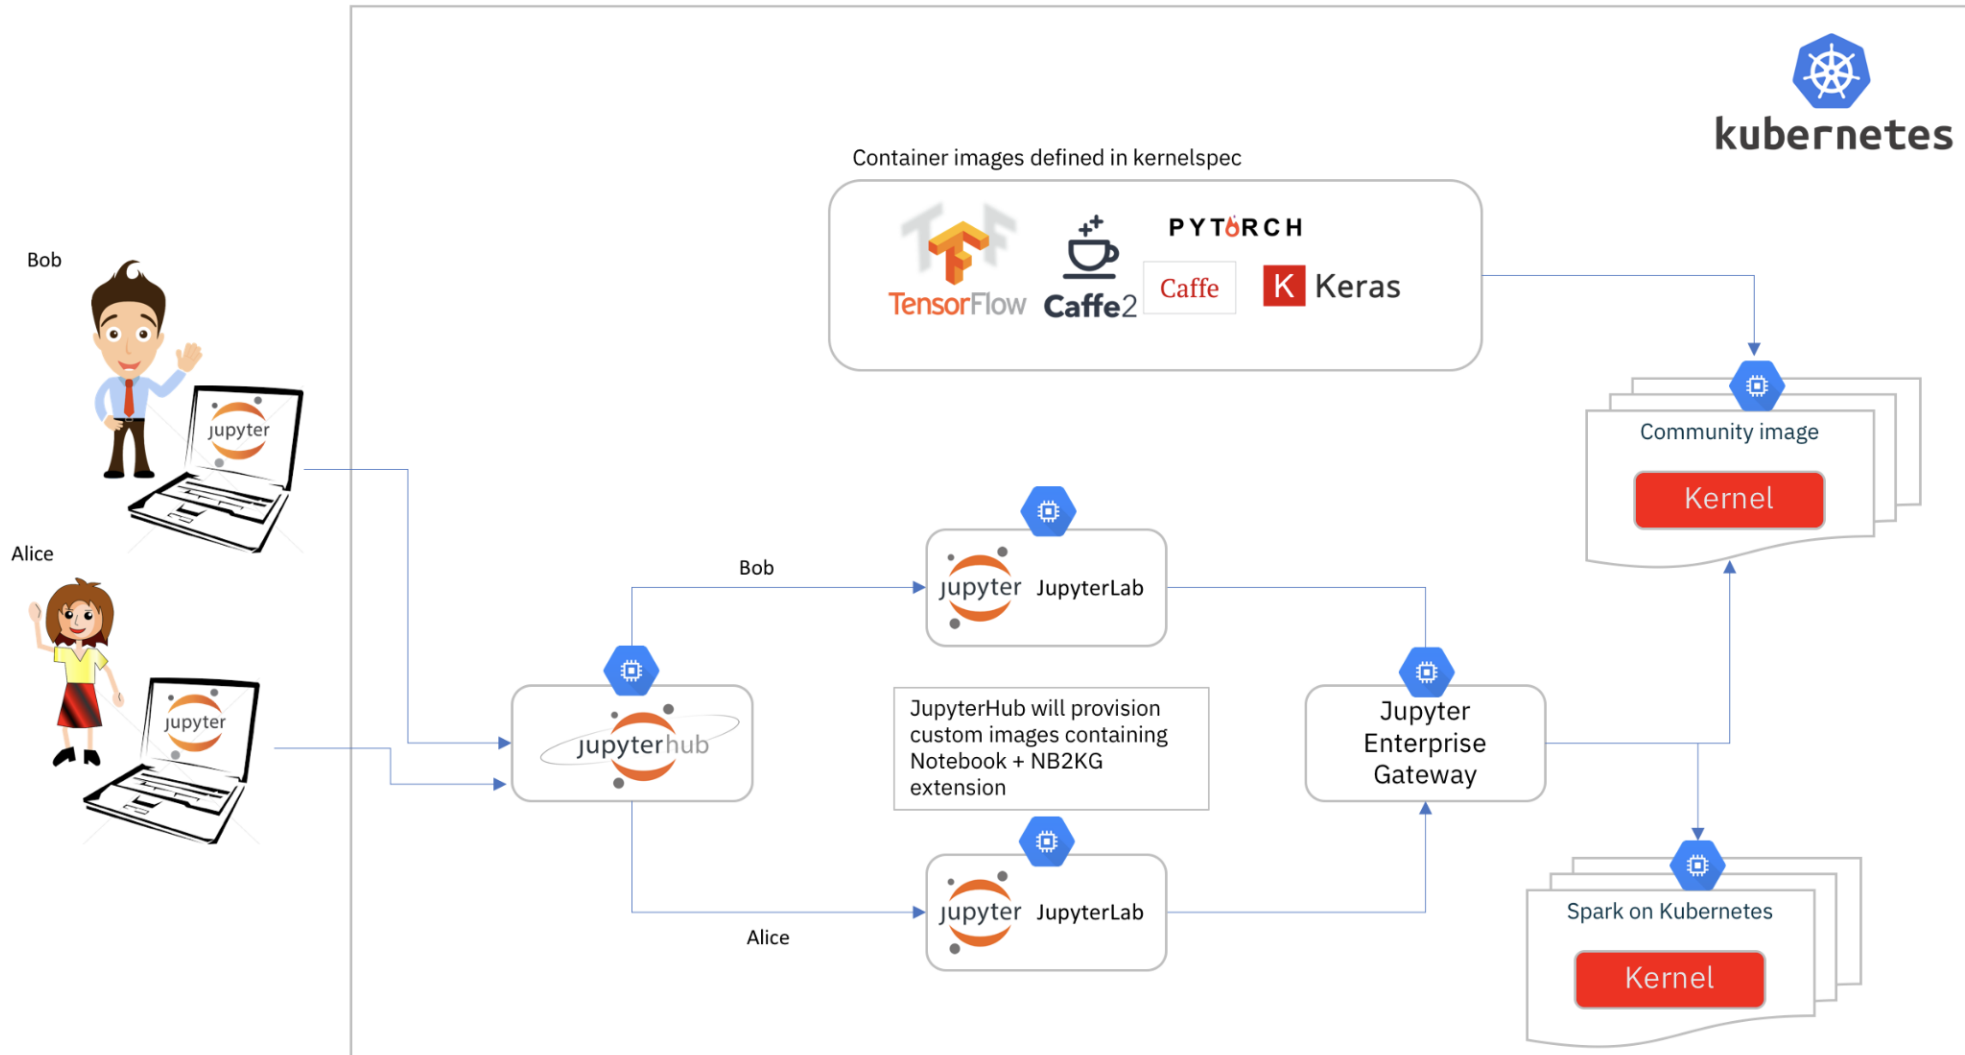 kubernetes
Container images defined in kernelspec
TensorFlow
Caffe2
PYTORCH
Caffe
K Keras
Bob
jupyter
Community image
Kernel
Alice
jupyter
Bob
jupyter JupyterLab
jupyterhub
JupyterHub will provision
custom images containing
Notebook + NB2KG
extension
Jupyter
Enterprise
Gateway
Alice
jupyter JupyterLab
Spark on Kubernetes
Kernel